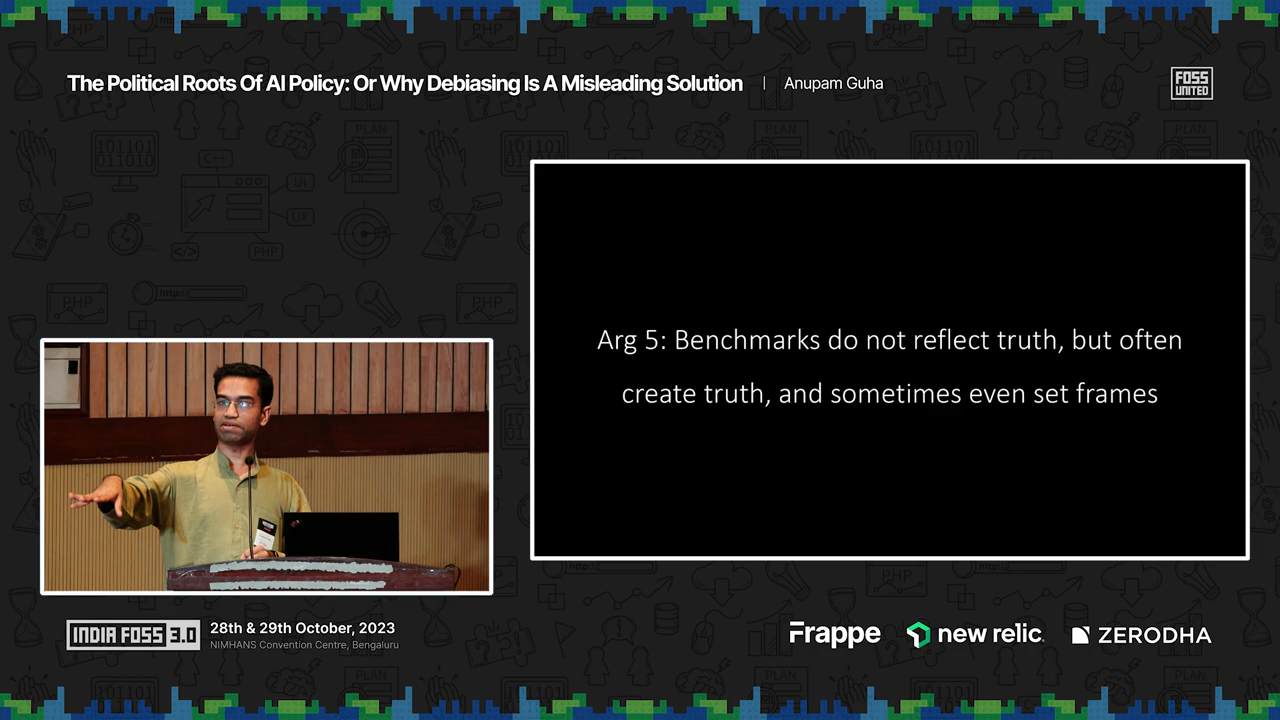 The Political Roots Of AI Policy: Or Why Debiasing Is A Misleading Solution | Anupam Guha
FOSS
UNITED
Arg 5: Benchmarks do not reflect truth, but often
create truth, and sometimes even set frames
INDIA FOSS 3.0
28th & 29th October, 2023
NIMHANS Convention Centre, Bengaluru
Frappe
new relic
ZERODHA